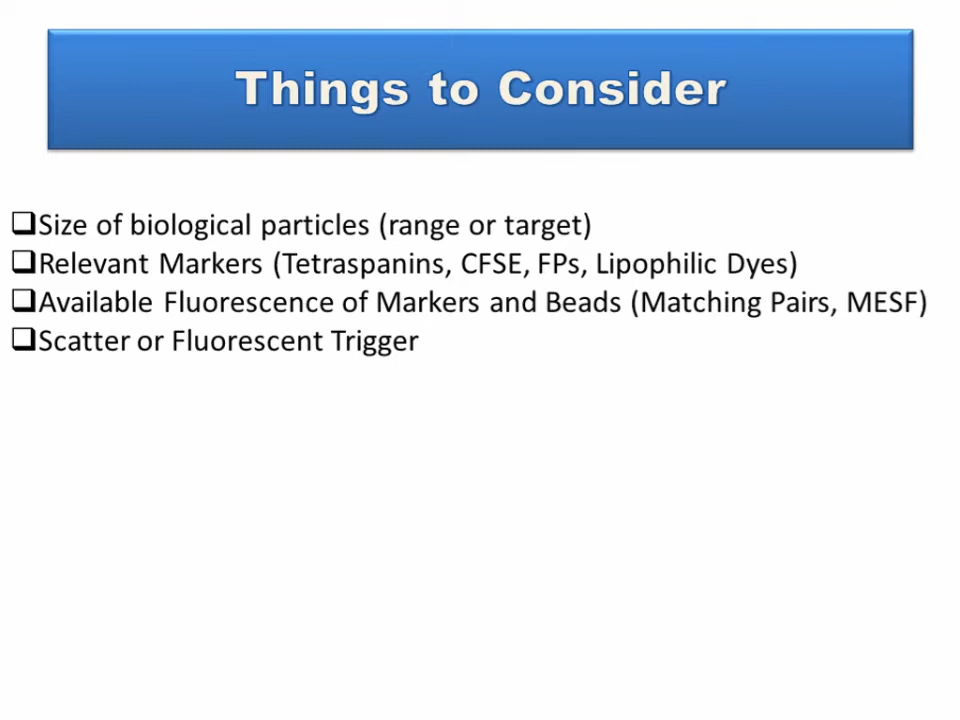 Things to Consider
❑Size of biological particles (range or target)
❑Relevant Markers (Tetraspanins, CFSE, FPs, Lipophilic Dyes)
❑Available Fluorescence of Markers and Beads (Matching Pairs, MESF)
❑Scatter or Fluorescent Trigger